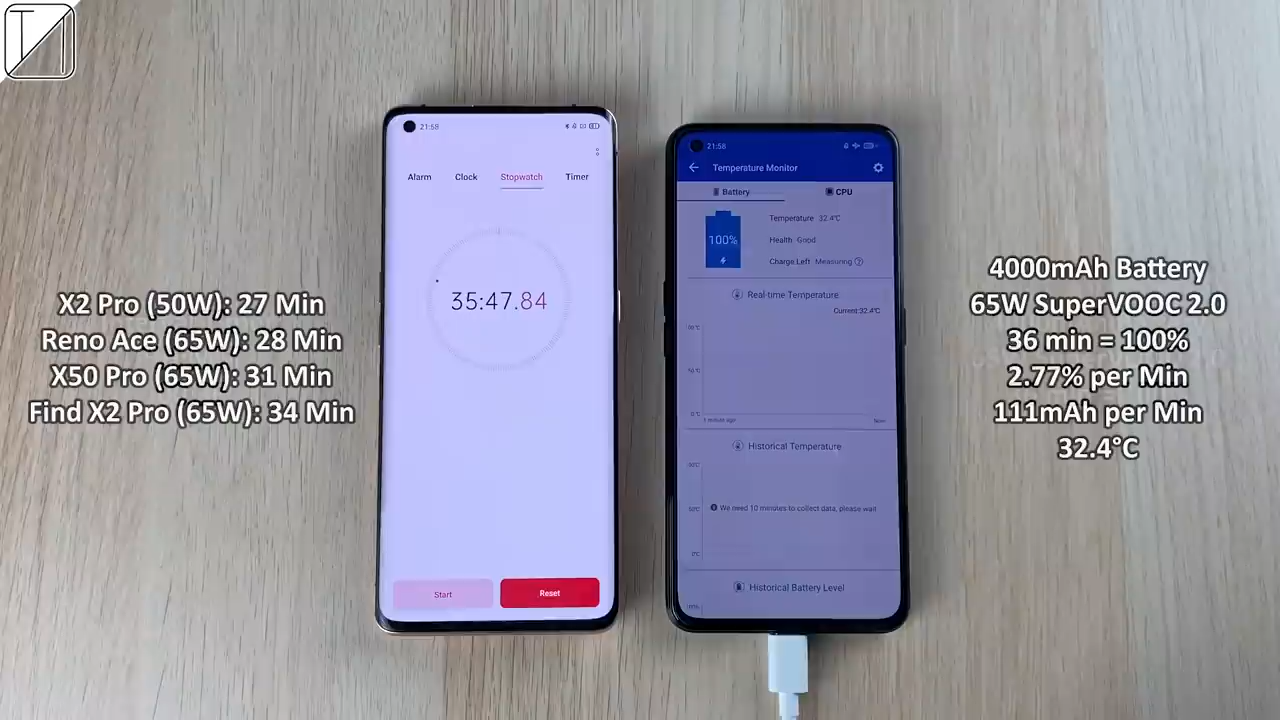 X2 Pro (50W): 27 Min
Reno Ace (65W): 28 Min
X50 Pro (65W): 31 Min
Find X2 Pro (65W): 34 Min
21:58
Alarm Clock Stopwatch Timer
35:47.84
Start Reset
21:58
Temperature Monitor
Battery CPU
100%
Temperature 32.4°C
Health Good
Charge Left Measuring
Real-time Temperature
Current:32.4°C
1 minute ago Now
Historical Temperature
We need 10 minutes to collect data, please wait
Historical Battery Level
4000mAh Battery
65W SuperVOOC 2.0
36 min = 100%
2.77% per Min
111mAh per Min
32.4°C